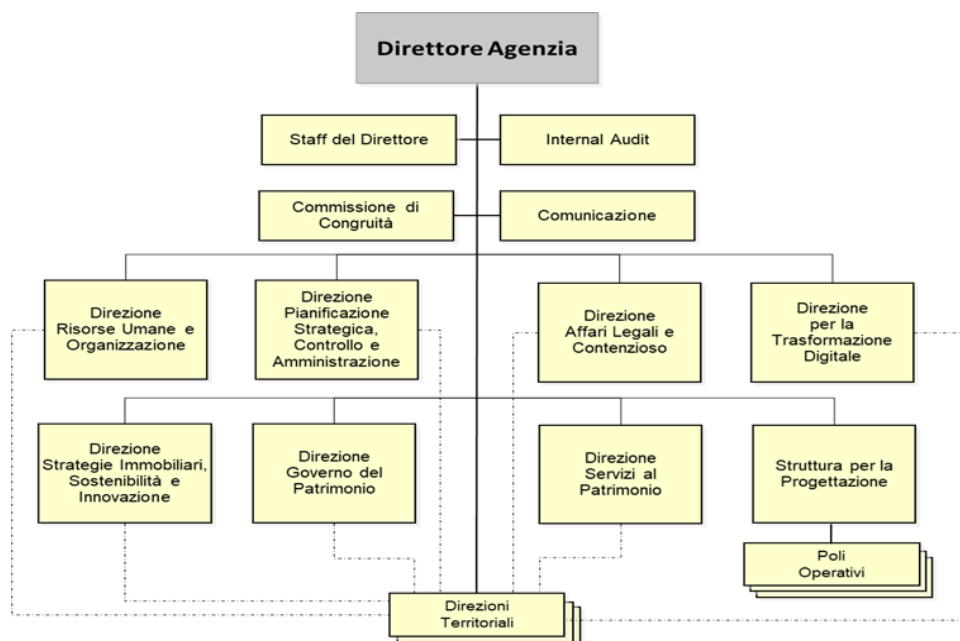 Direttore Agenzia
Staff del Direttore
Internal Audit
Commissione di
Congruità
Comunicazione
Direzione
Risorse Umane e
Organizzazione
Direzione
Pianificazione
Strategica,
Controllo e
Amministrazione
Direzione
Affari Legali e
Contenzioso
Direzione
per la
Trasformazione
Digitale
Direzione
Strategie Immobiliari,
Sostenibilità e
Innovazione
Direzione
Governo del
Patrimonio
Direzione
Servizi al
Patrimonio
Struttura per la
Progettazione
Poli
Operativi
Direzioni
Territoriali